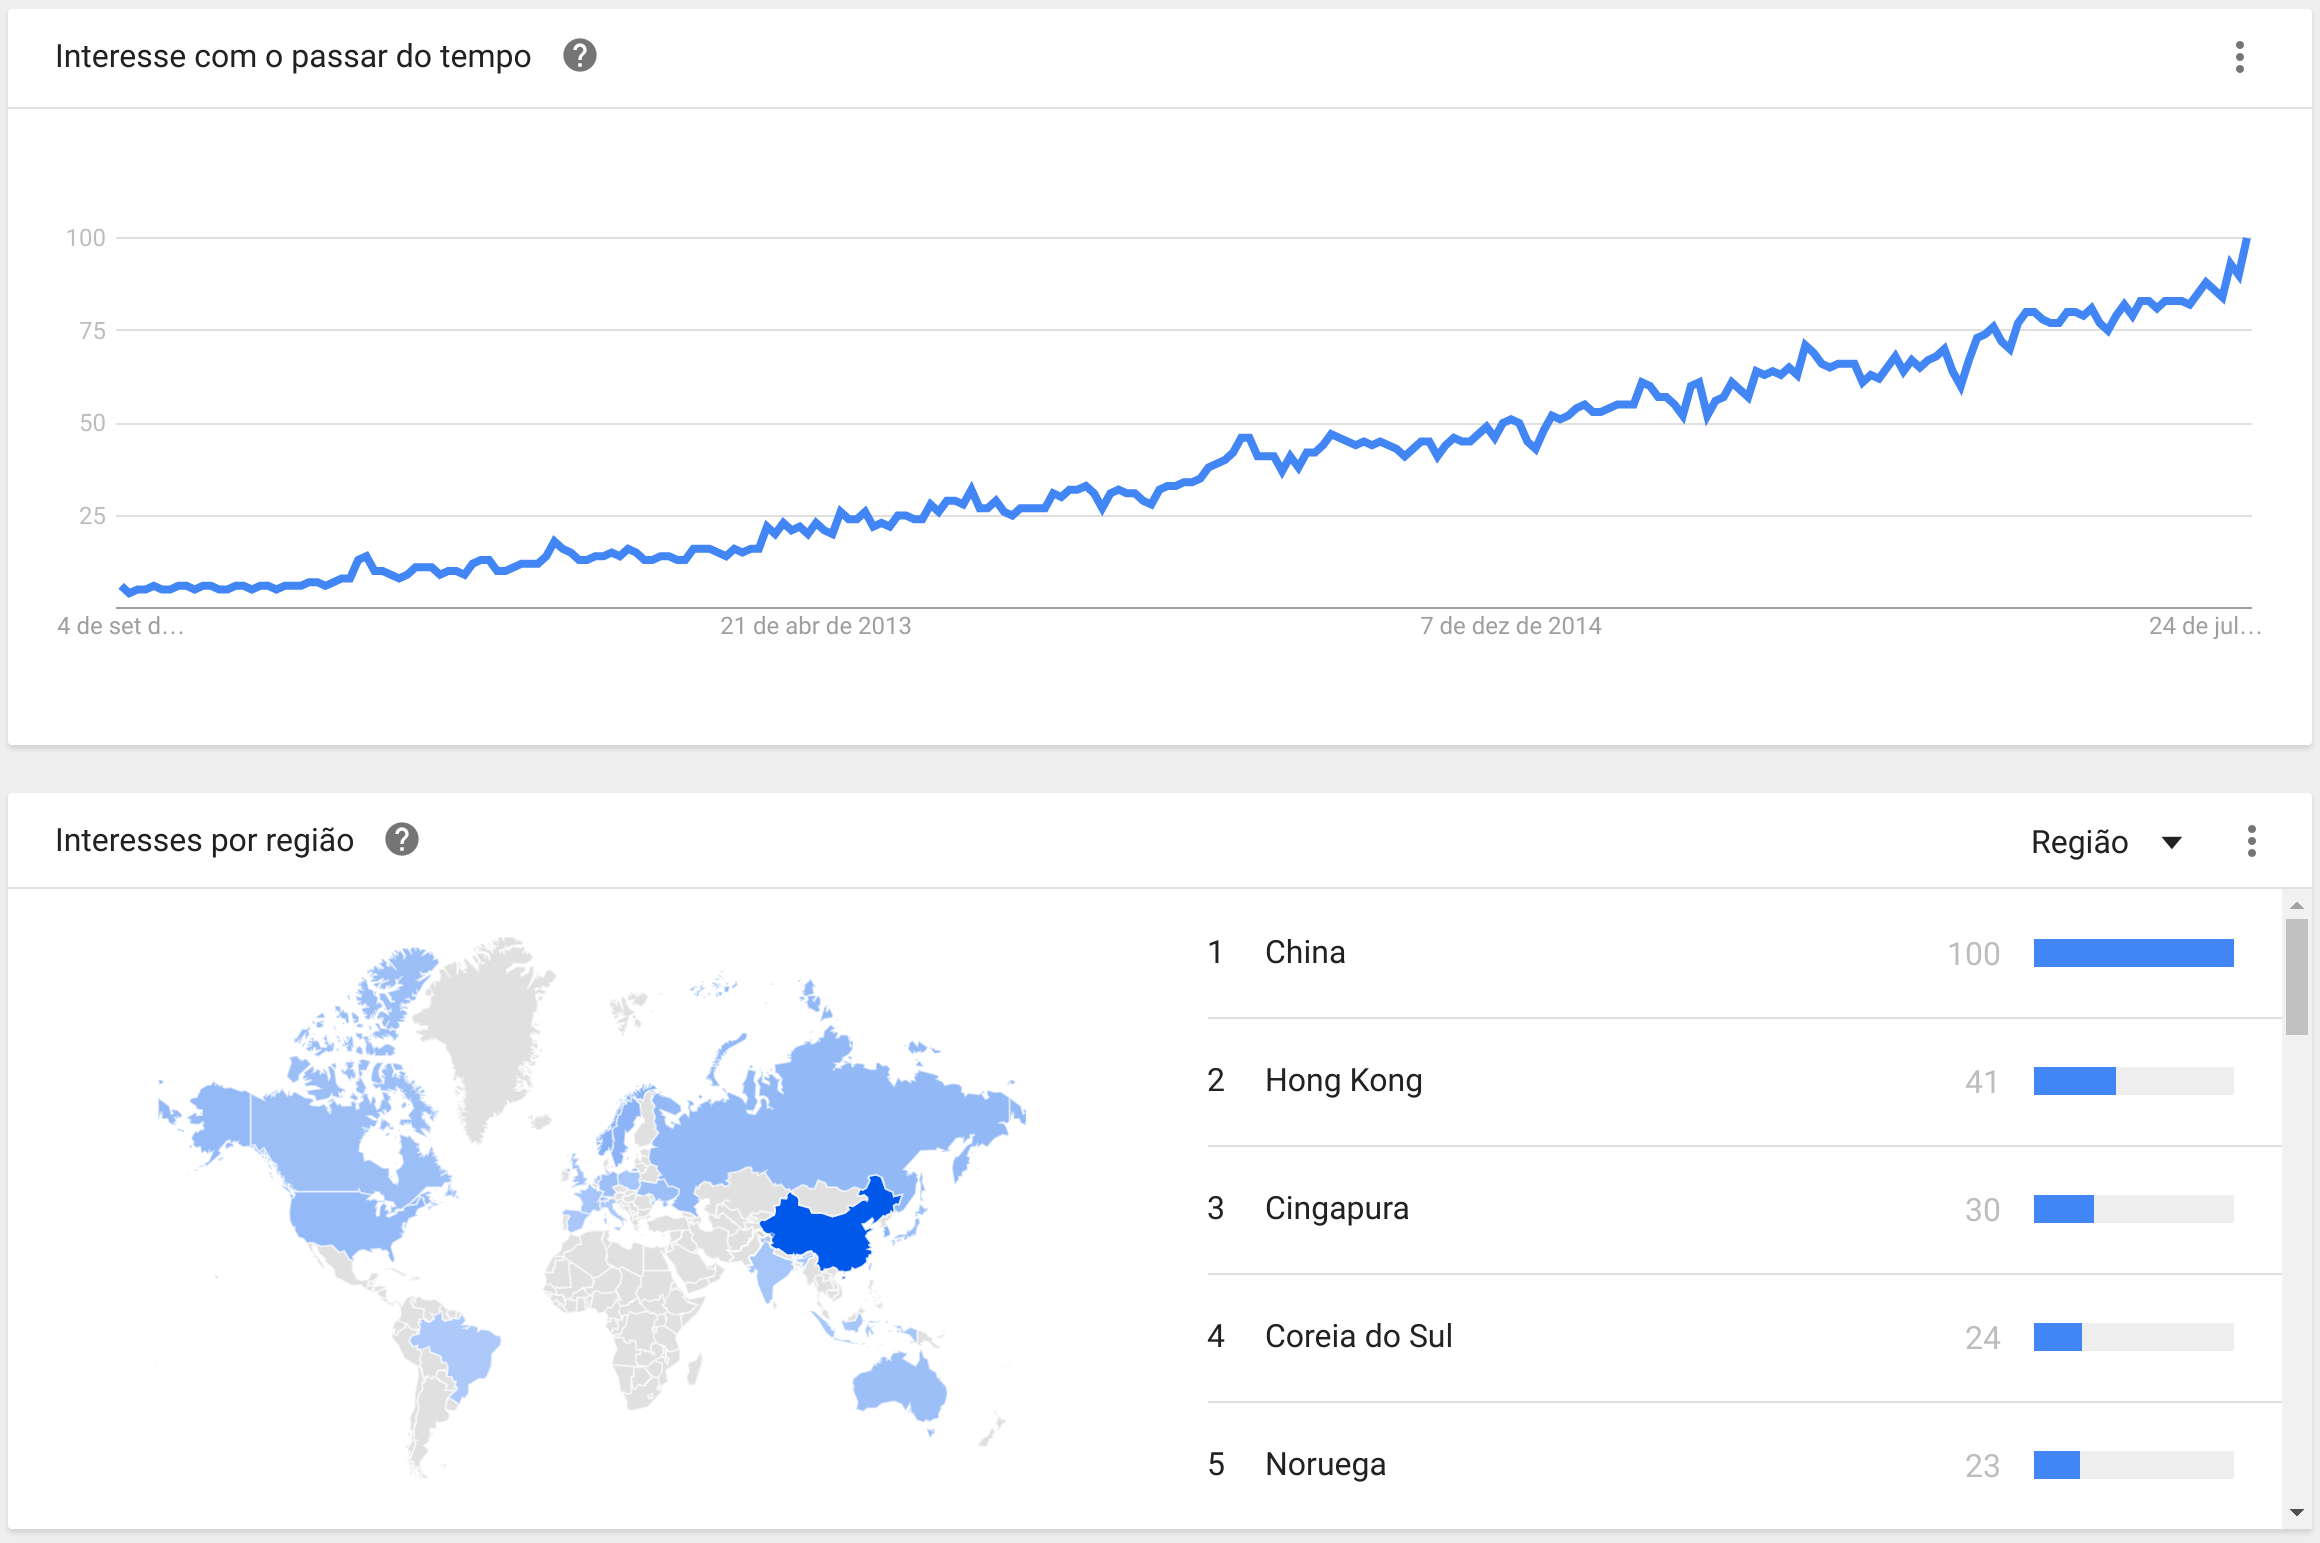 Interesse com o passar do tempo ?
100
75
50
25
4 de set d… 21 de abr de 2013 7 de dez de 2014 24 de jul…
Interesses por região ? Região
1 China 100
2 Hong Kong 41
3 Cingapura 30
4 Coreia do Sul 24
5 Noruega 23